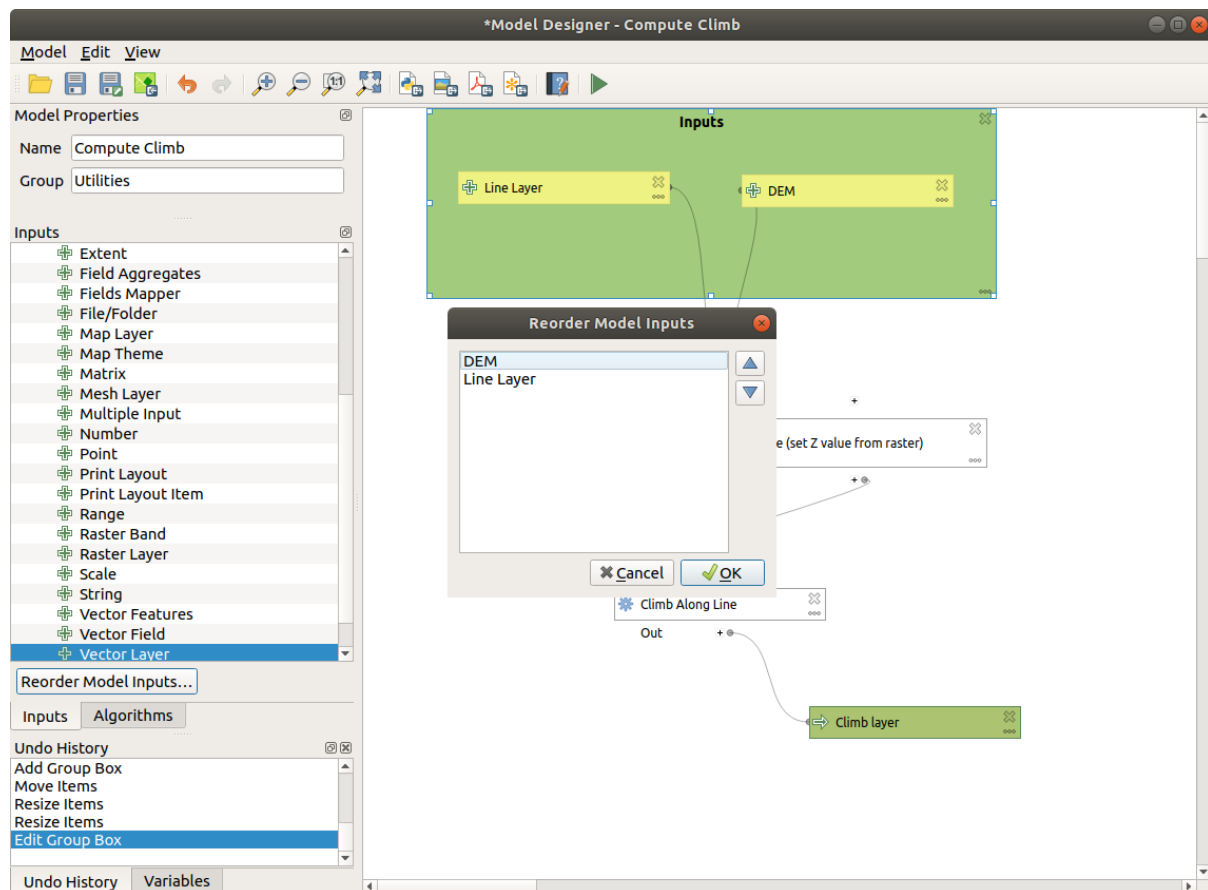 *Model Designer - Compute Climb
Model Edit View
Model Properties
Name Compute Climb
Group Utilities
Inputs
Extent
Field Aggregates
Fields Mapper
File/Folder
Map Layer
Map Theme
Matrix
Mesh Layer
Multiple Input
Number
Point
Print Layout
Print Layout Item
Range
Raster Band
Raster Layer
Scale
String
Vector Features
Vector Field
Vector Layer
Reorder Model Inputs...
Inputs Algorithms
Undo History
Add Group Box
Move Items
Resize Items
Resize Items
Edit Group Box
Undo History Variables
Inputs
Line Layer
DEM
Reorder Model Inputs
DEM
Line Layer
Cancel OK
e (set Z value from raster)
Climb Along Line
Out
Climb layer